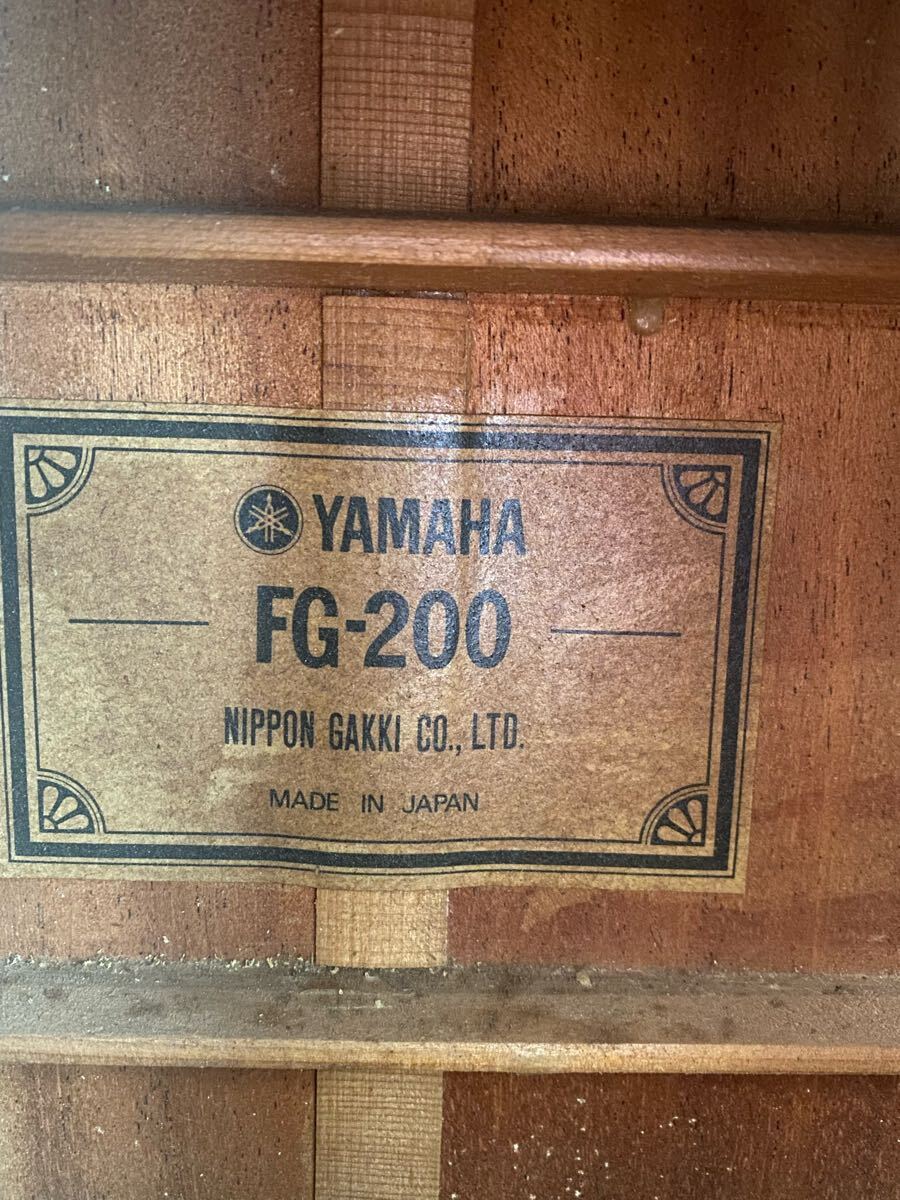 YAMAHA
FG-200
NIPPON GAKKI CO., LTD.
MADE IN JAPAN